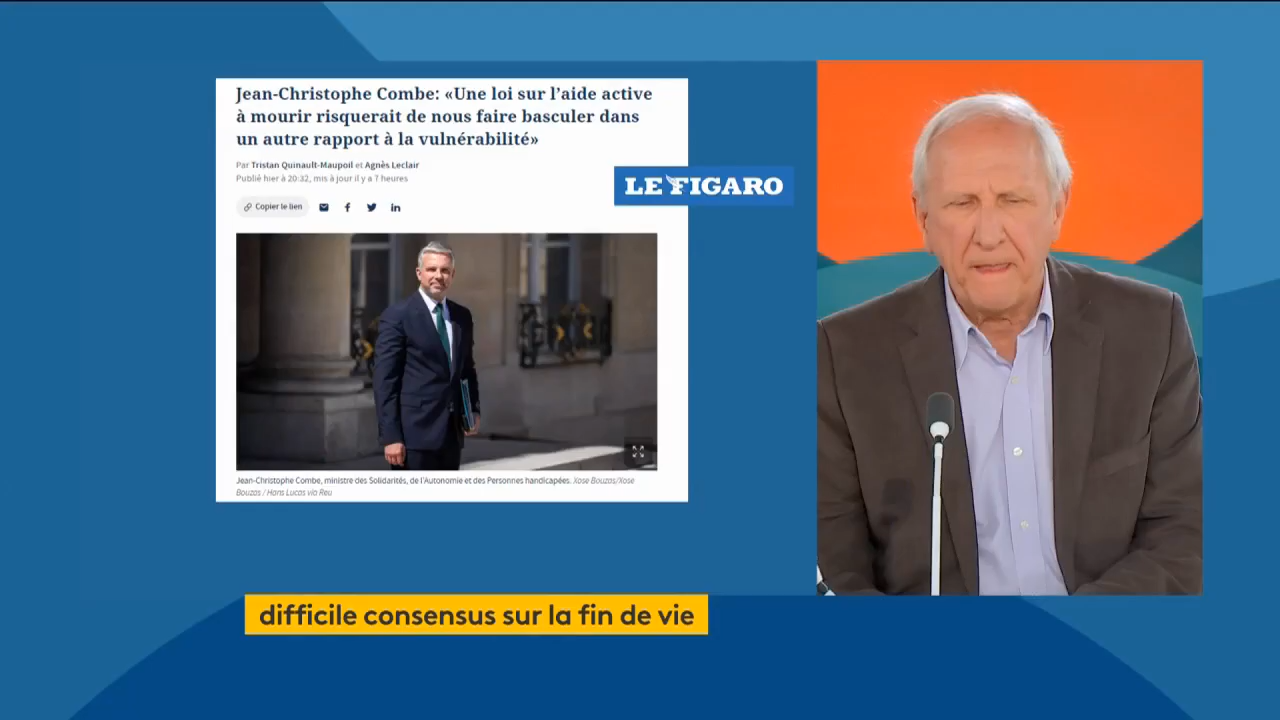 Jean-Christophe Combe: «Une loi sur l'aide active
à mourir risquerait de nous faire basculer dans
un autre rapport à la vulnérabilité»
Par Tristan Quinault-Maupoil et Agnès Leclair
Publié hier à 20:32, mis à jour il y a 7 heures
Copier le lien
LE FIGARO
Jean-Christophe Combe, ministre des Solidarités, de l'Autonomie et des Personnes handicapées. Xose Bouzas/Xose
Bouzas / Hans Lucas via Reu
difficile consensus sur la fin de vie